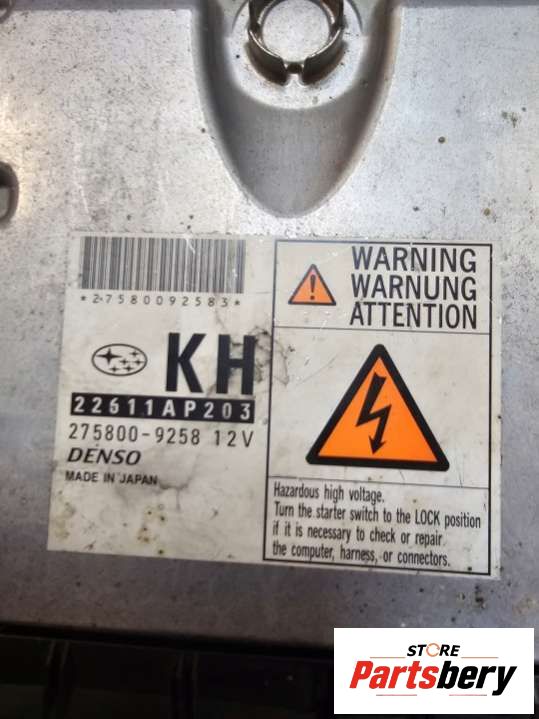 *27580092583*
KH
22611AP203
275800-9258 12V
DENSO
MADE IN JAPAN
WARNING
WARNUNG
ATTENTION
Hazardous high voltage.
Turn the starter switch to the LOCK position
if it is necessary to check or repair
the computer, harness, or connectors.
STORE
Partsbery